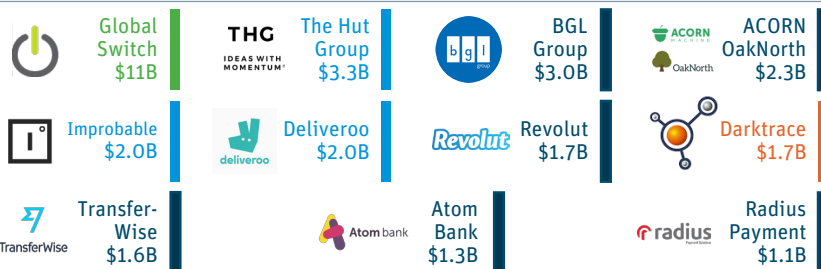 Global
Switch
$11B
THG
IDEAS WITH
MOMENTUM
The Hut
Group
$3.3B
bgl
group
BGL
Group
$3.0B
ACORN
MACHINE
OakNorth
ACORN
OakNorth
$2.3B
I
Improbable
$2.0B
deliveroo
Deliveroo
$2.0B
Revolut
Revolut
$1.7B
Darktrace
$1.7B
TransferWise
Transfer-
Wise
$1.6B
Atom bank
Atom
Bank
$1.3B
radius
Radius
Payment
$1.1B